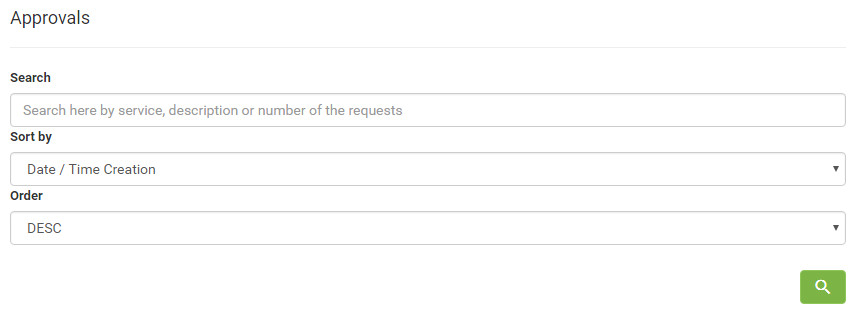 Approvals
Search
Search here by service, description or number of the requests
Sort by
Date / Time Creation
Order
DESC